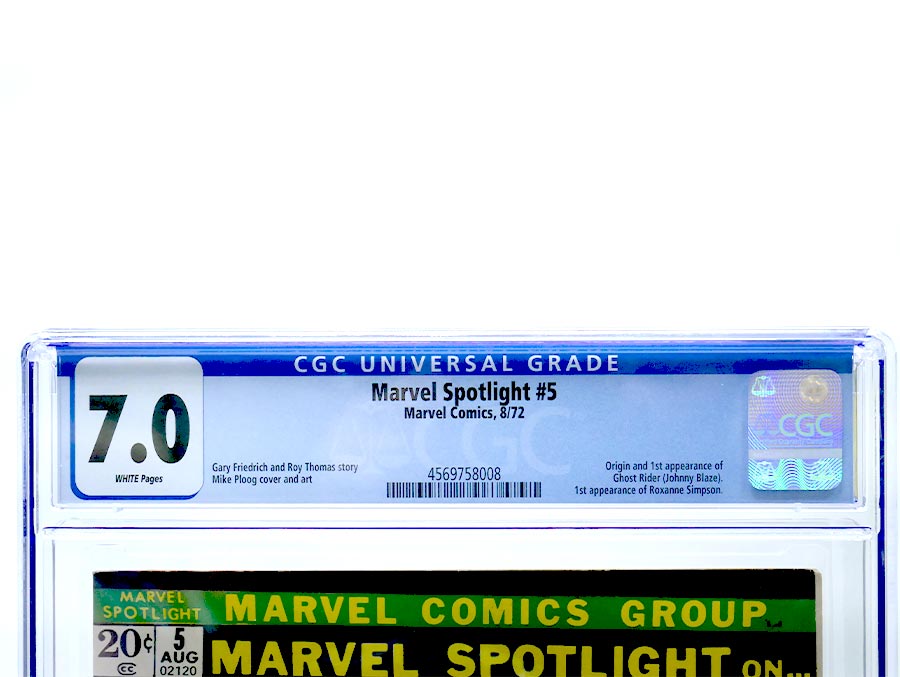 CGC UNIVERSAL GRADE
7.0
WHITE Pages
Marvel Spotlight #5
Marvel Comics, 8/72
Gary Friedrich and Roy Thomas story
Mike Ploog cover and art
CGC
4569758008
Origin and 1st appearance of
Ghost Rider (Johnny Blaze).
1st appearance of Roxanne Simpson.
CGC
MARVEL
SPOTLIGHT
MARVEL COMICS GROUP
20¢
CC
5
AUG
02120
MARVEL SPOTLIGHT ON...